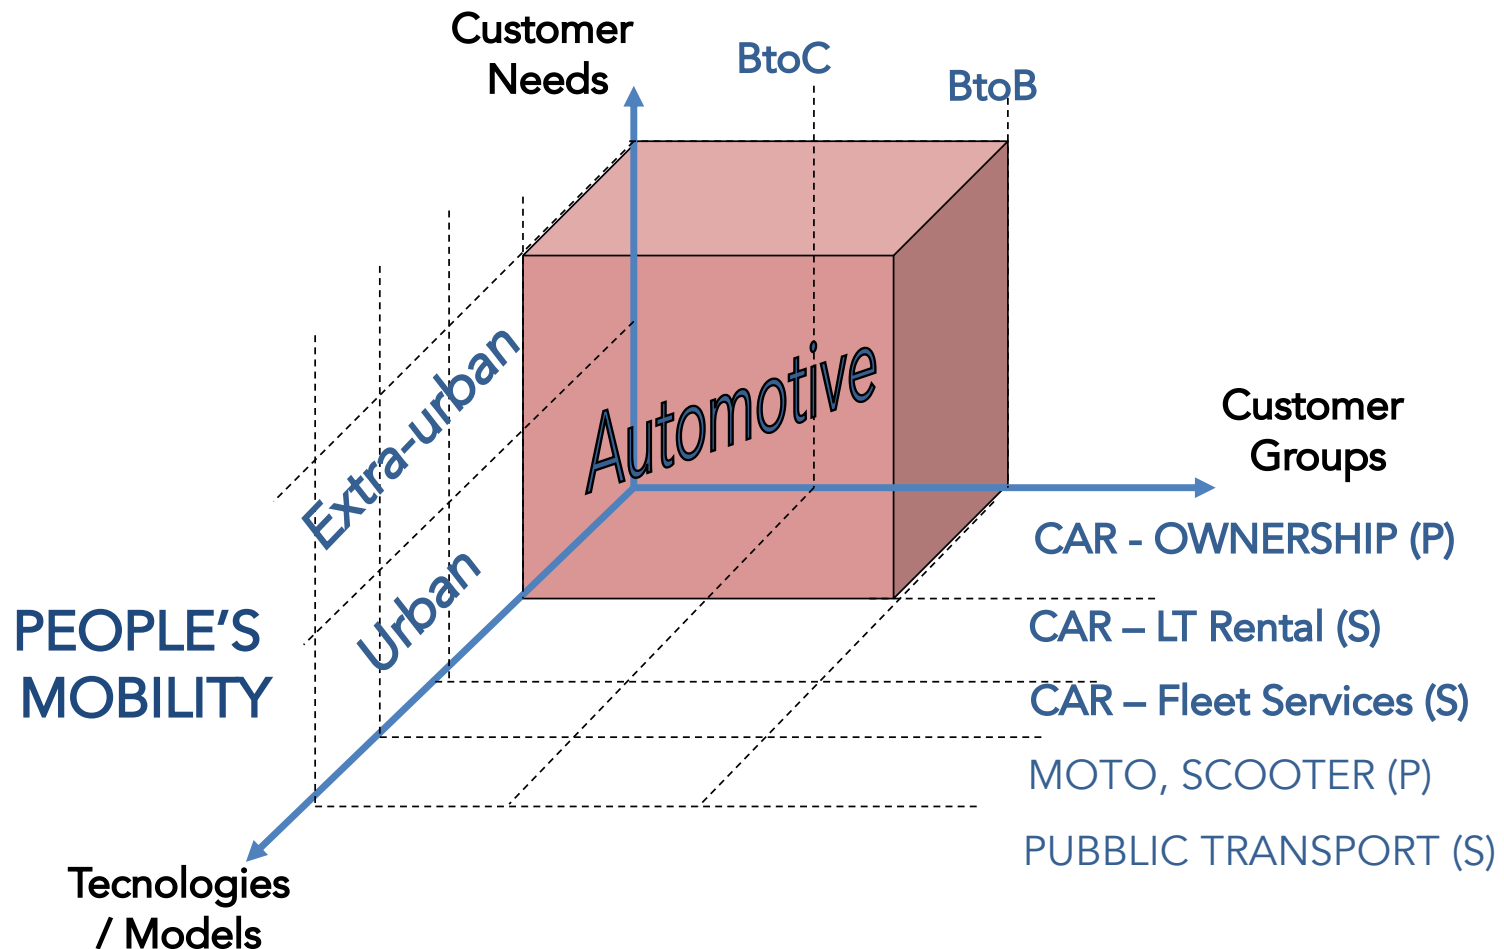 Customer
Needs
BtoC
BtoB
Extra-urban
Automotive
Customer
Groups
Urban
CAR - OWNERSHIP (P)
PEOPLE’S
MOBILITY
CAR – LT Rental (S)
CAR – Fleet Services (S)
MOTO, SCOOTER (P)
PUBBLIC TRANSPORT (S)
Tecnologies
/ Models